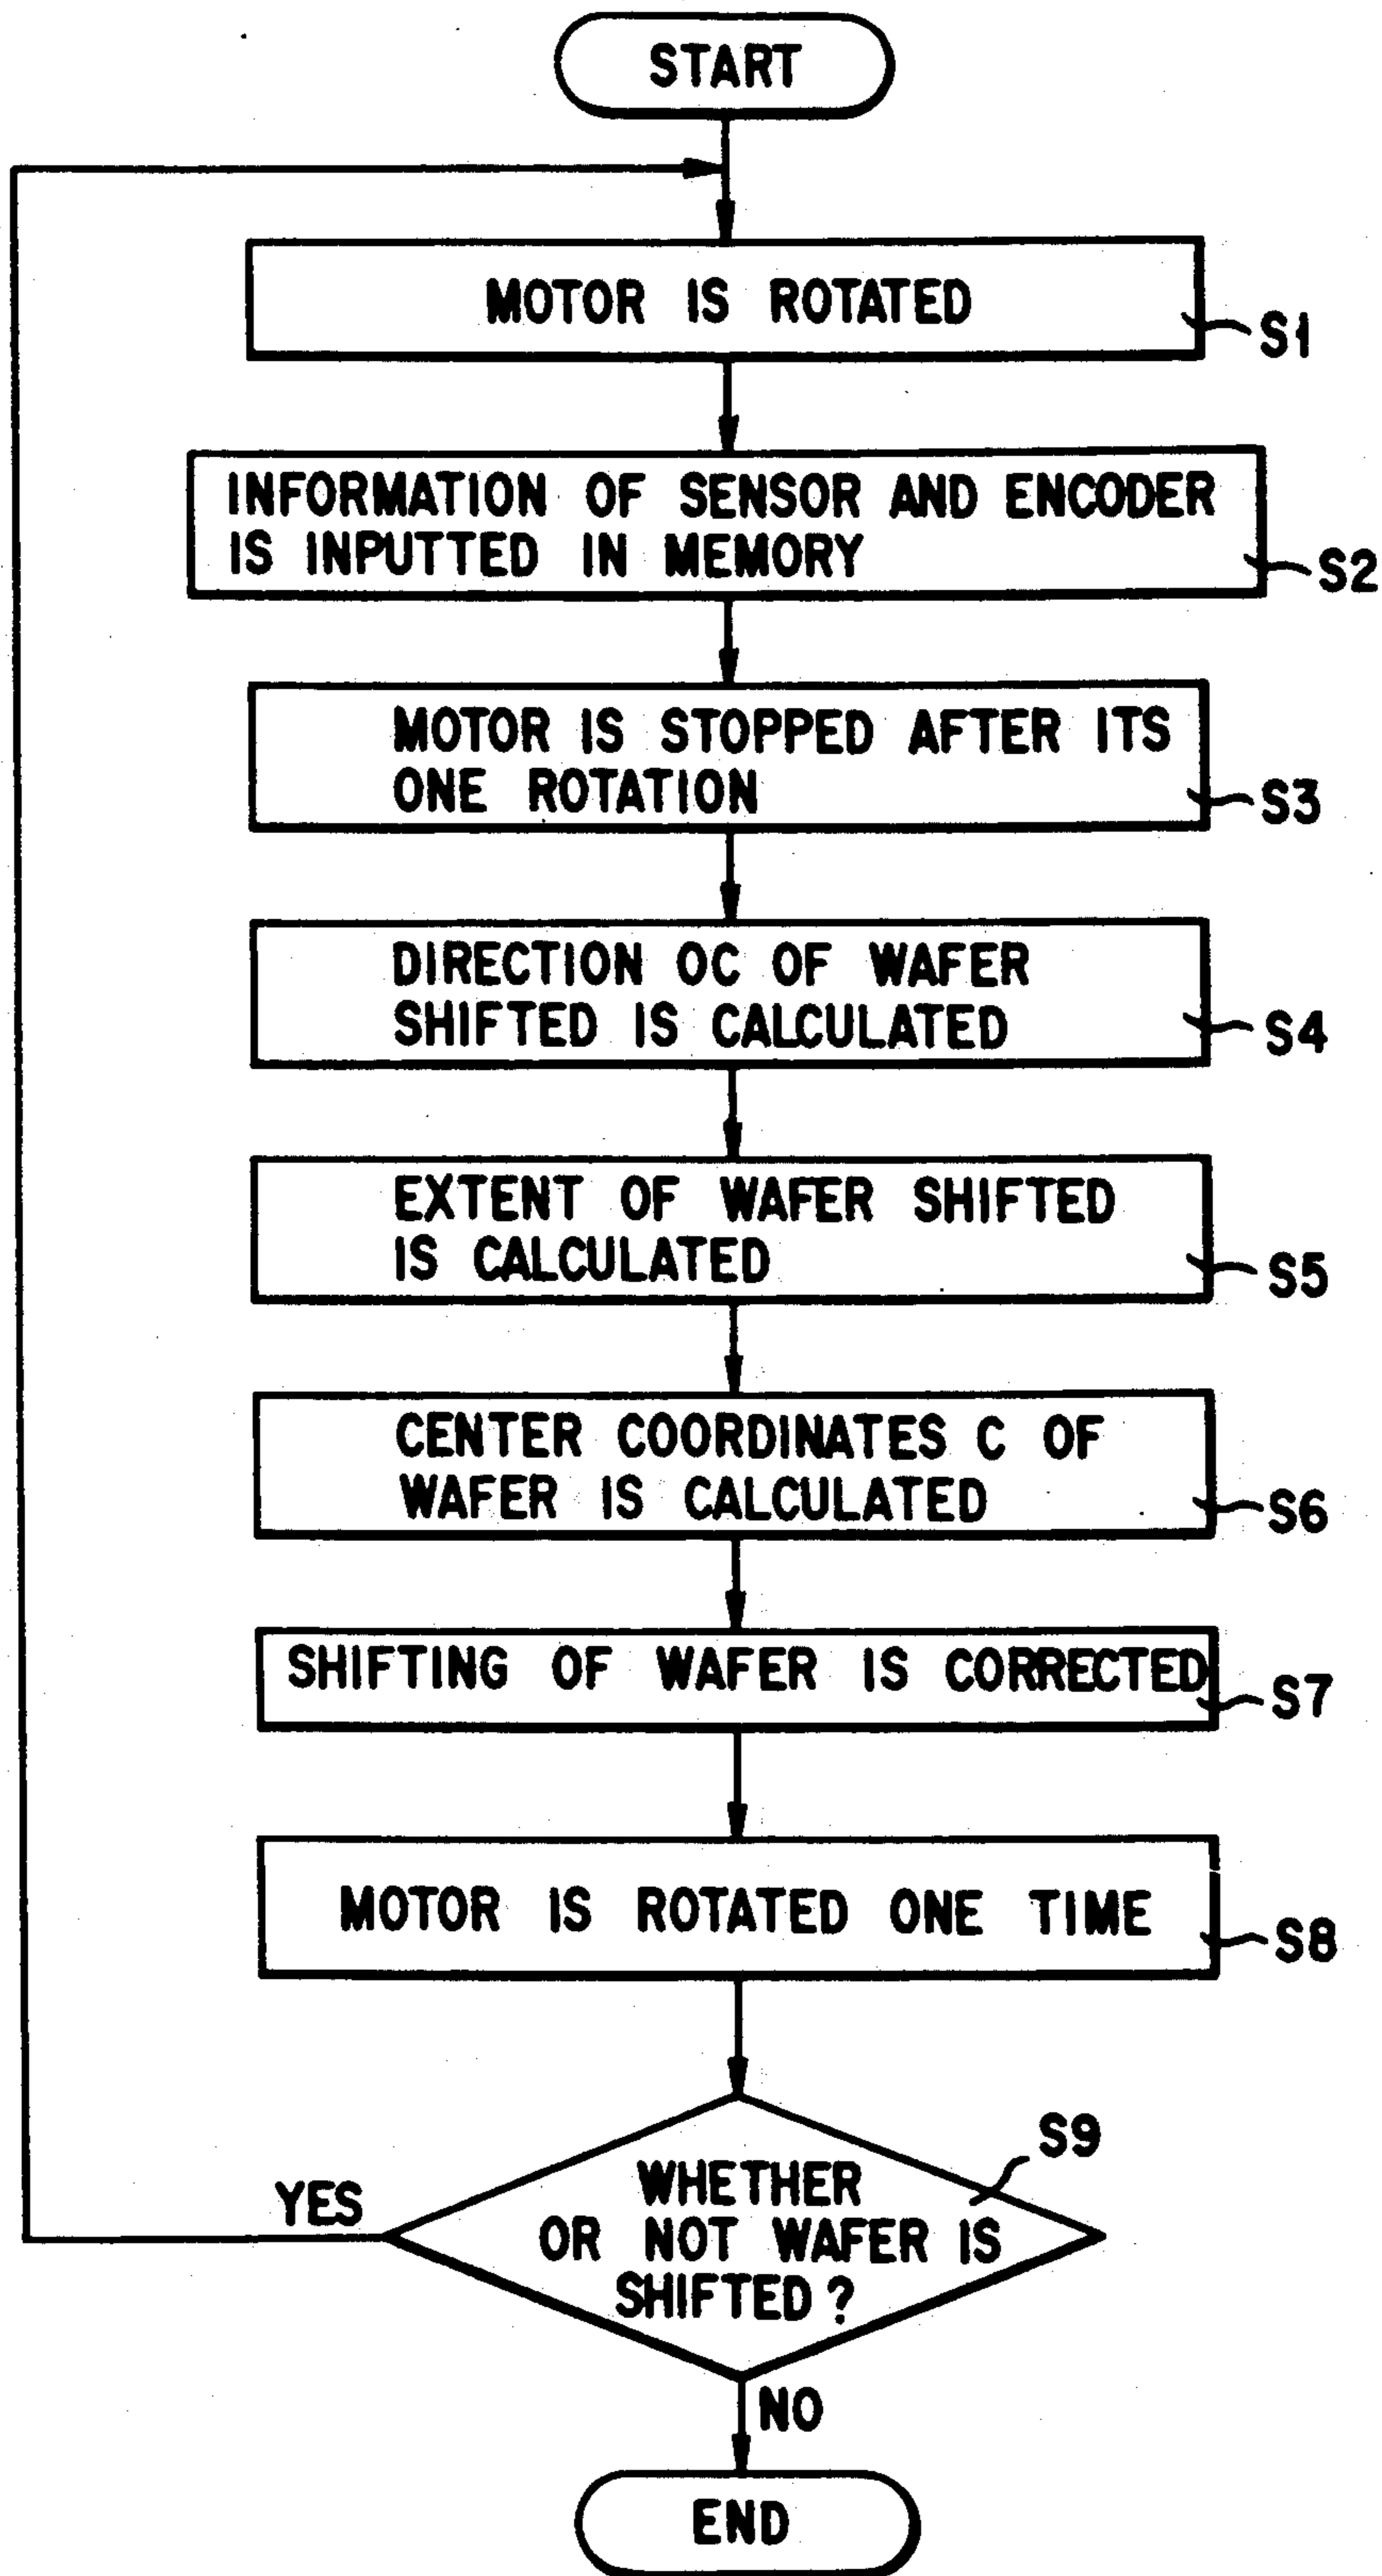 START
MOTOR IS ROTATED
S1
INFORMATION OF SENSOR AND ENCODER
IS INPUTTED IN MEMORY
S2
MOTOR IS STOPPED AFTER ITS
ONE ROTATION
S3
DIRECTION OC OF WAFER
SHIFTED IS CALCULATED
S4
EXTENT OF WAFER SHIFTED
IS CALCULATED
S5
CENTER COORDINATES C OF
WAFER IS CALCULATED
S6
SHIFTING OF WAFER IS CORRECTED
S7
MOTOR IS ROTATED ONE TIME
S8
S9
WHETHER
OR NOT WAFER IS
SHIFTED?
YES
NO
END